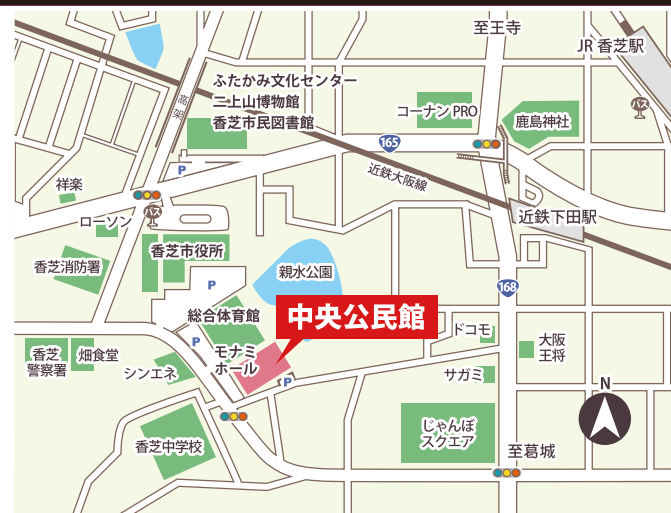 至王寺
JR 香芝駅
ふたかみ文化センター
二上山博物館
香芝市民図書館
高架
コーナン PRO
バス
鹿島神社
165
P
近鉄大阪線
祥楽
バス
ローソン
近鉄下田駅
香芝市役所
香芝消防署
親水公園
P
168
総合体育館
中央公民館
ドコモ
P
大阪
王将
香芝
警察署
畑食堂
モナミ
ホール
シンエネ
P
サガミ
N
じゃんぼ
スクエア
香芝中学校
至葛城